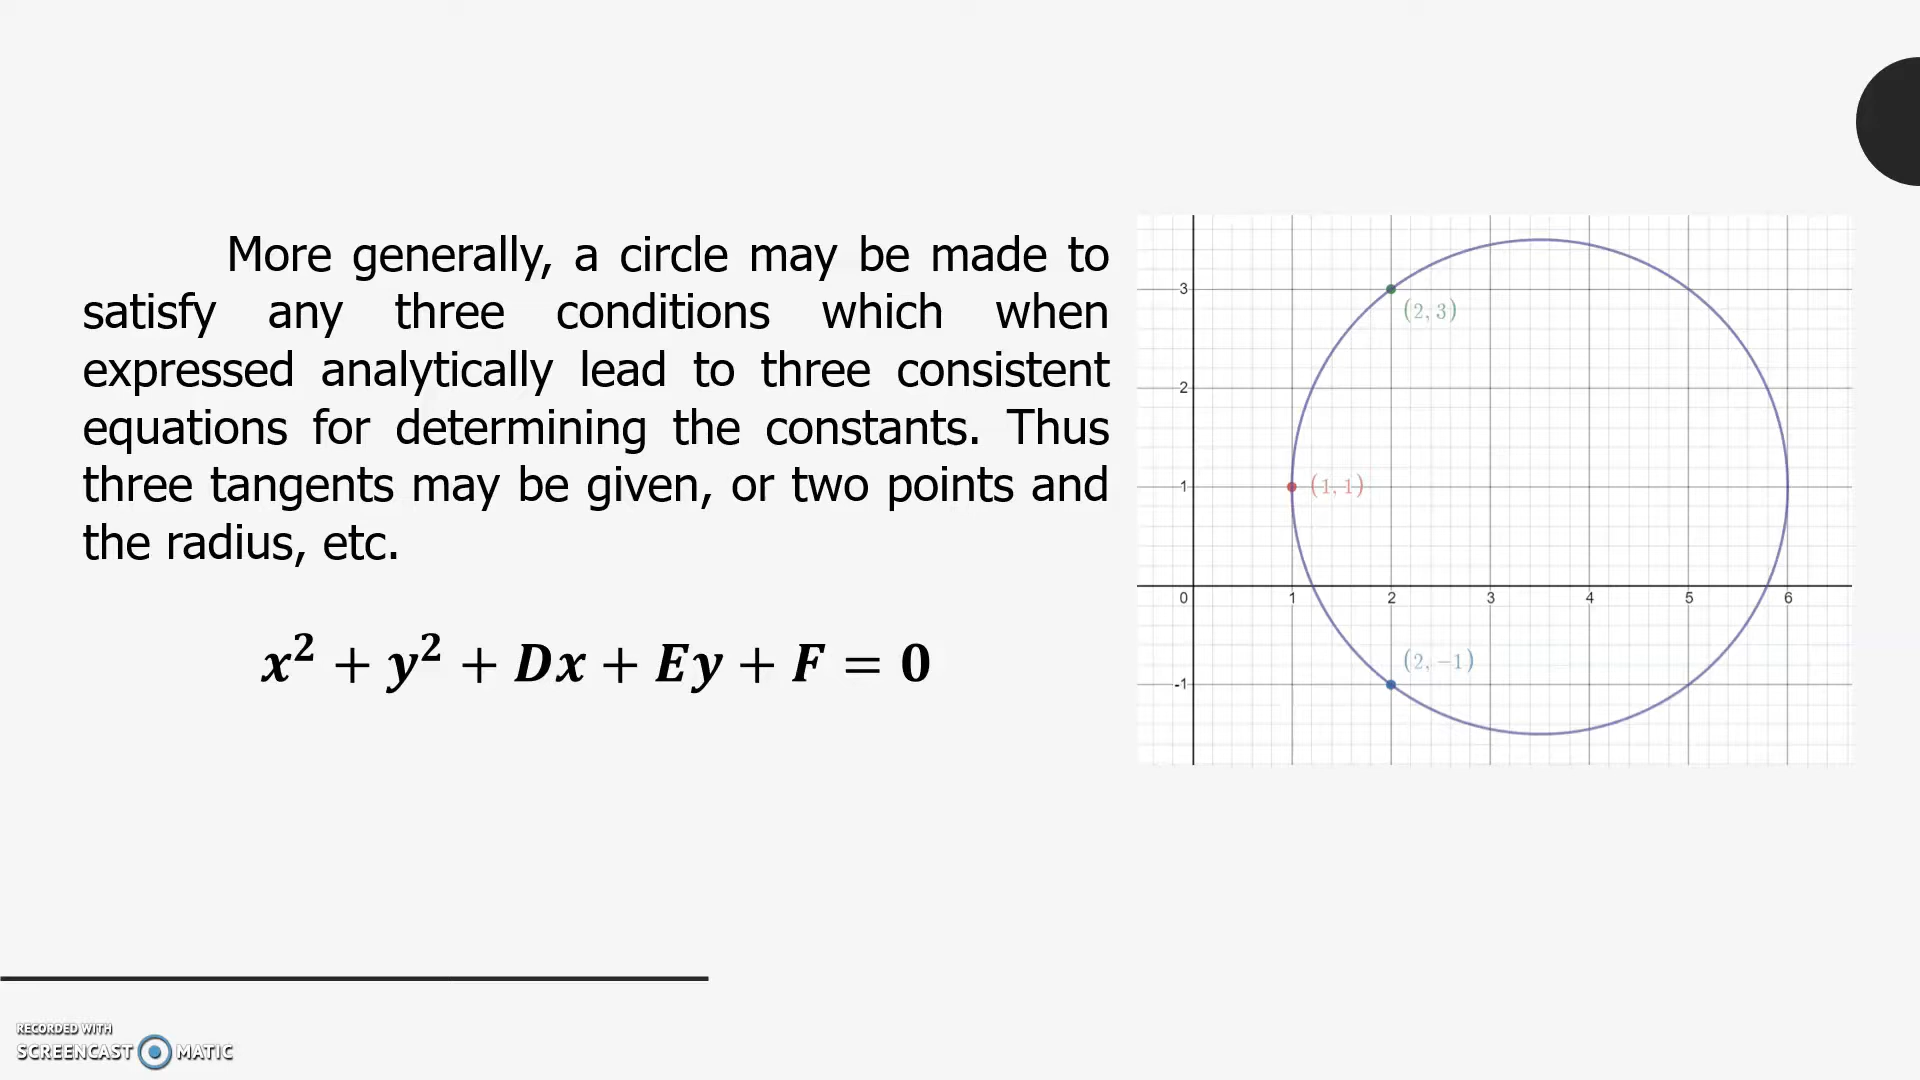 More generally, a circle may be made to
satisfy any three conditions which when
expressed analytically lead to three consistent
equations for determining the constants. Thus
three tangents may be given, or two points and
the radius, etc.
x² + y² + Dx + Ey + F = 0
3
(2, 3)
2
1
(1, 1)
0 1 2 3 4 5 6
(2, −1)
-1
RECORDED WITH
SCREENCAST MATIC